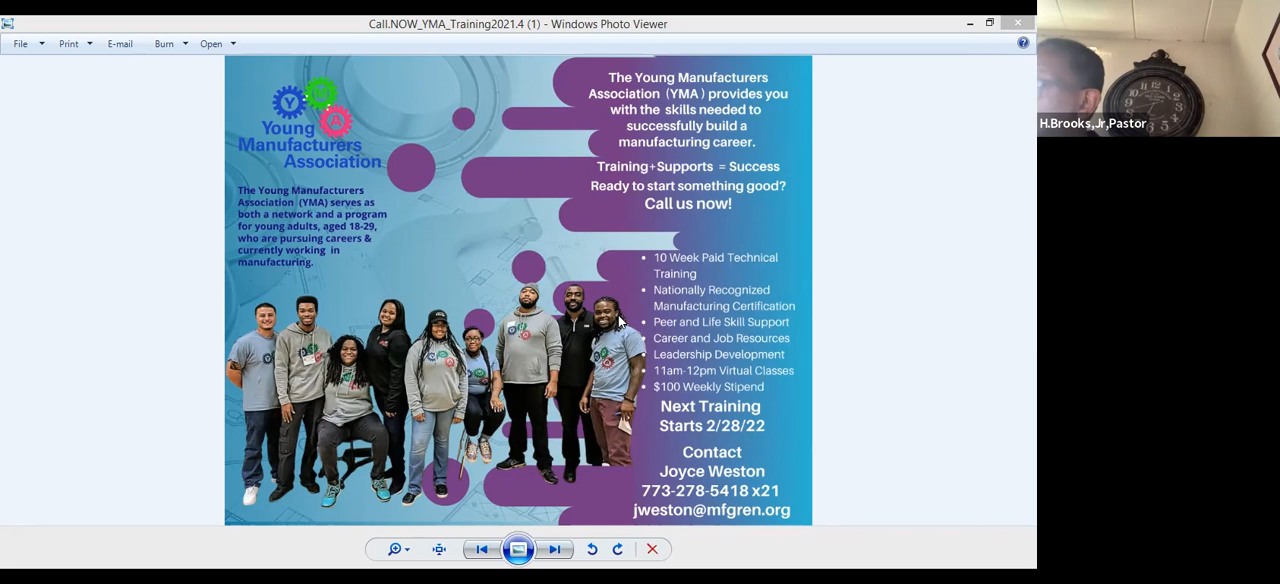 Call.NOW_YMA_Training2021.4 (1) - Windows Photo Viewer
File Print E-mail Burn Open
Y M A
Young
Manufacturers
Association
The Young Manufacturers
Association (YMA) serves as
both a network and a program
for young adults, aged 18-29,
who are pursuing careers &
currently working in
manufacturing.
The Young Manufacturers
Association (YMA ) provides you
with the skills needed to
successfully build a
manufacturing career.
Training+Supports = Success
Ready to start something good?
Call us now!
• 10 Week Paid Technical
Training
• Nationally Recognized
Manufacturing Certification
• Peer and Life Skill Support
• Career and Job Resources
Leadership Development
• 11am-12pm Virtual Classes
• $100 Weekly Stipend
Next Training
Starts 2/28/22
Contact
Joyce Weston
773-278-5418 x21
jweston@mfgren.org
H.Brooks,Jr,Pastor